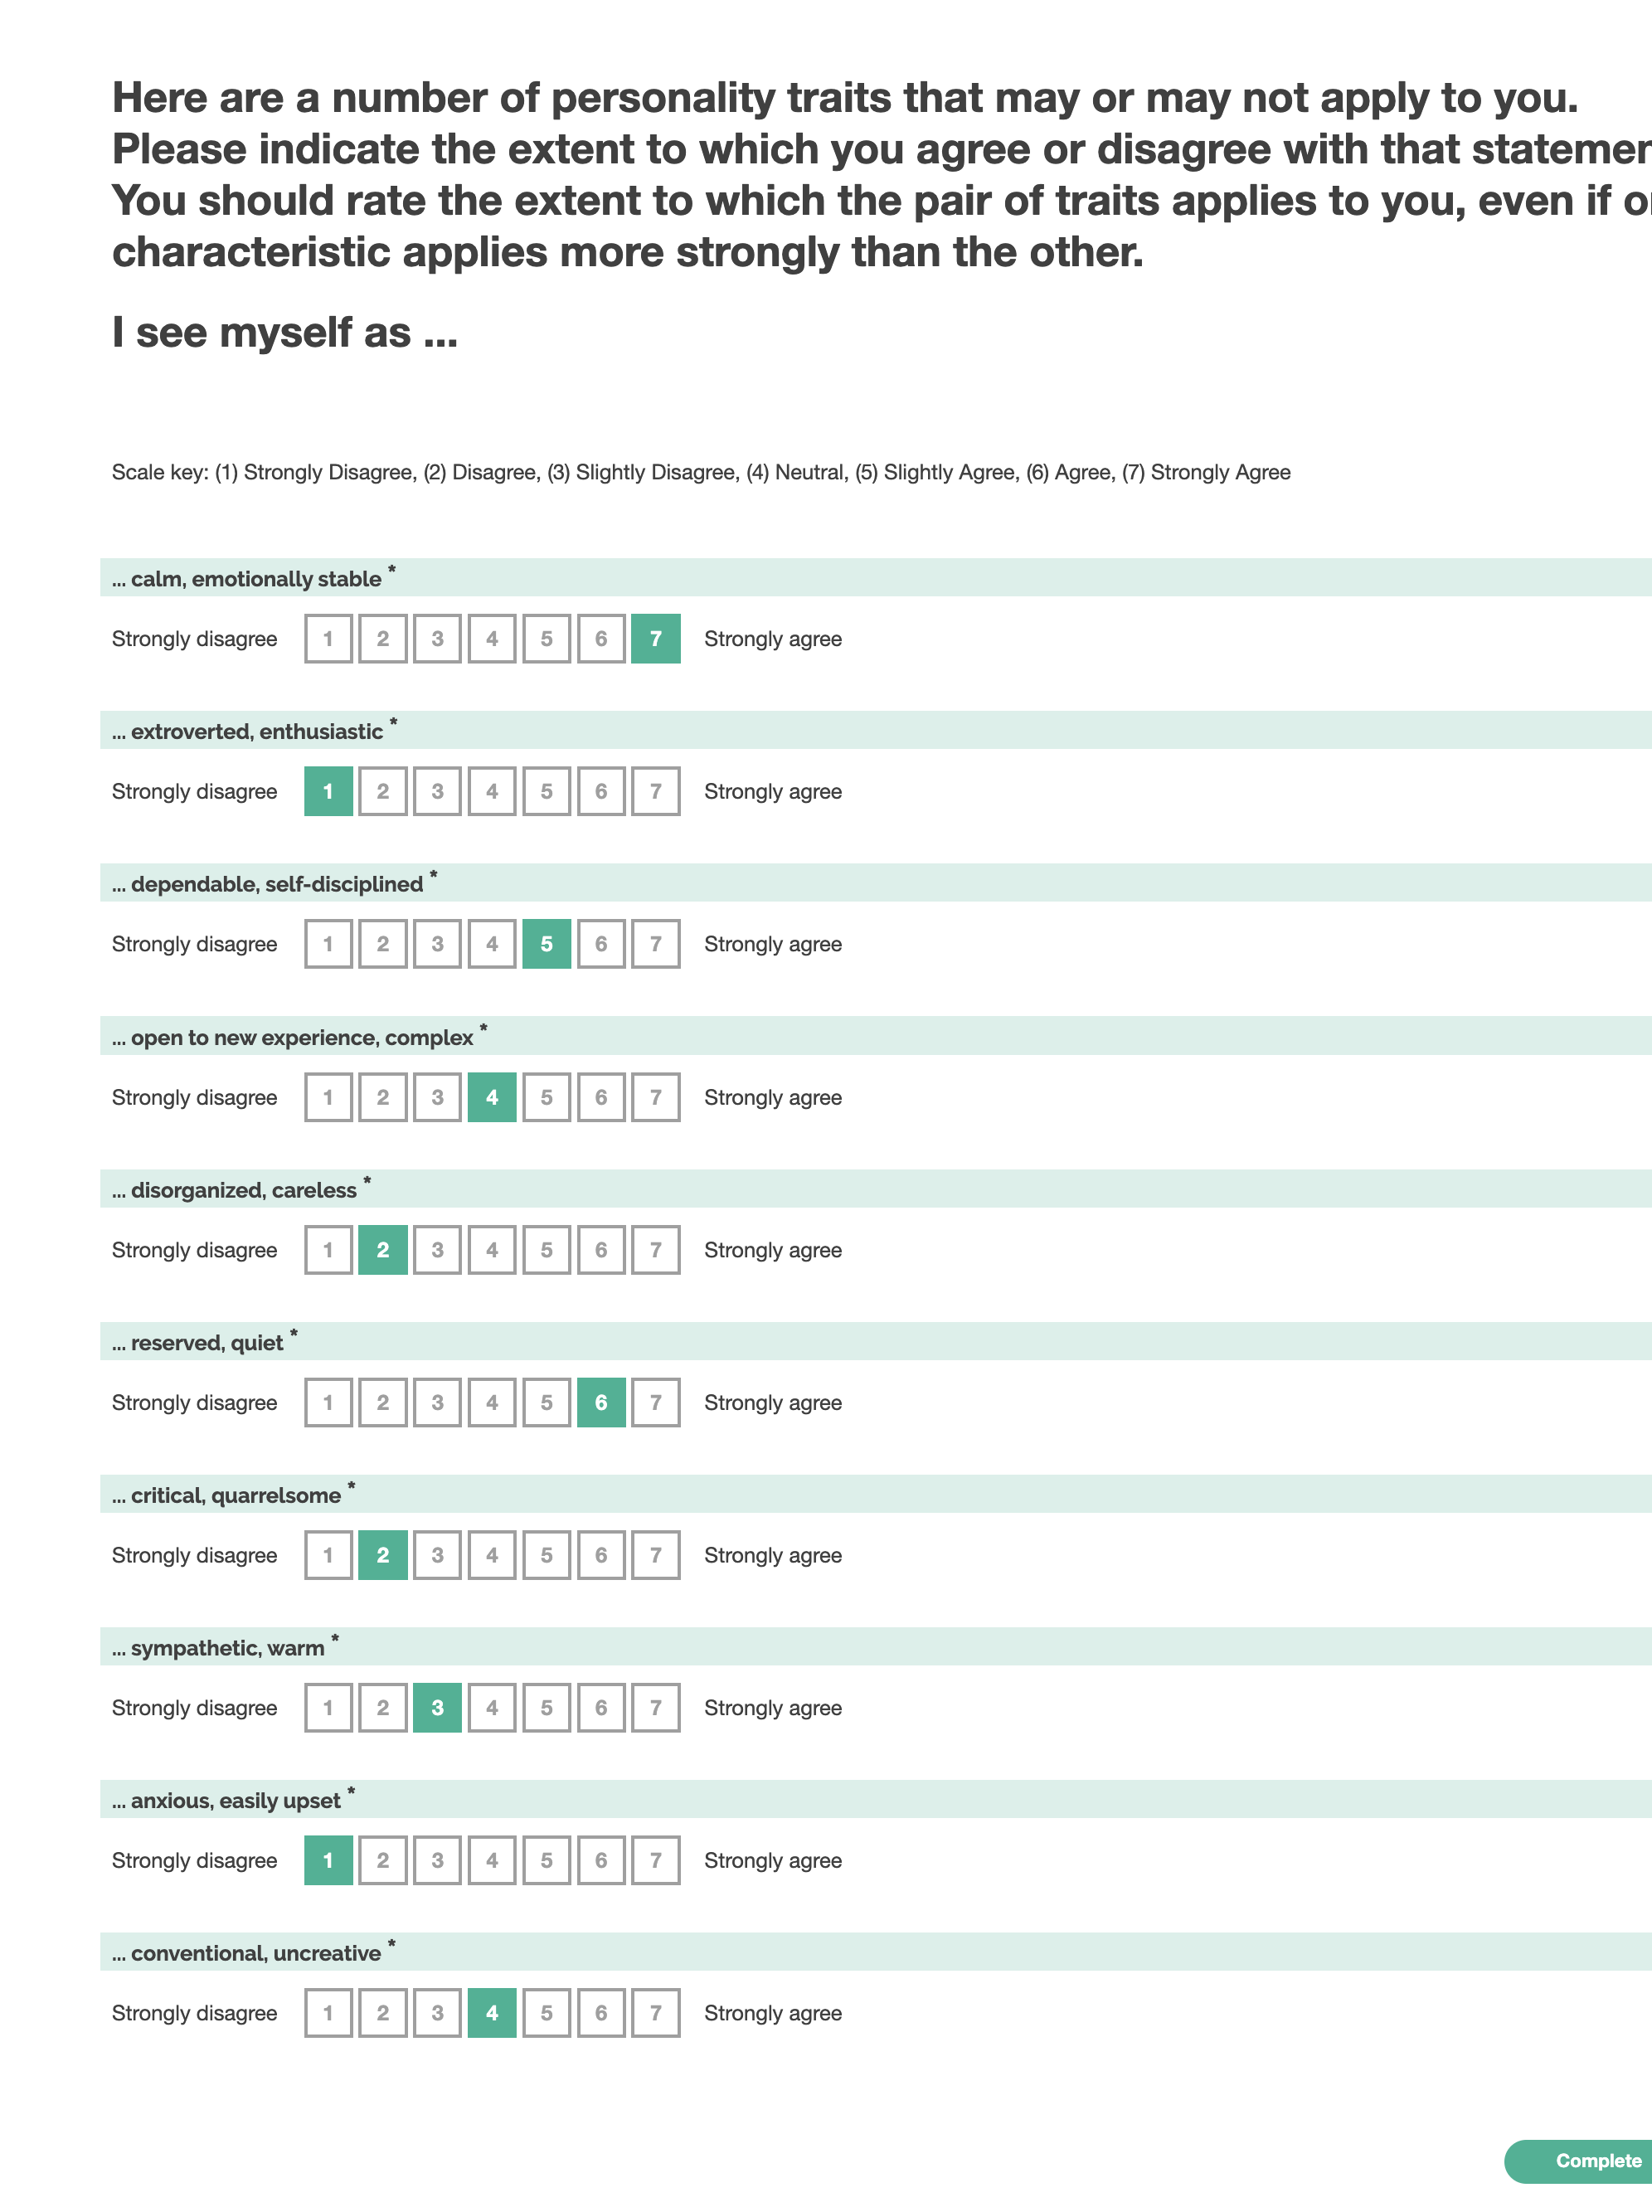 Here are a number of personality traits that may or may not apply to you.
Please indicate the extent to which you agree or disagree with that
You should rate the extent to which the pair of traits applies to you, even if
characteristic applies more strongly than the other.
I see myself as ...
Scale key: (1) Strongly Disagree, (2) Disagree, (3) Slightly Disagree, (4) Neutral, (5) Slightly Agree, (6) Agree, (7) Strongly Agree
... calm, emotionally stable *
Strongly disagree 1 2 3 4 5 6 7 Strongly agree
... extroverted, enthusiastic *
Strongly disagree 1 2 3 4 5 6 7 Strongly agree
... dependable, self-disciplined *
Strongly disagree 1 2 3 4 5 6 7 Strongly agree
... open to new experience, complex *
Strongly disagree 1 2 3 4 5 6 7 Strongly agree
... disorganized, careless *
Strongly disagree 1 2 3 4 5 6 7 Strongly agree
... reserved, quiet *
Strongly disagree 1 2 3 4 5 6 7 Strongly agree
... critical, quarrelsome *
Strongly disagree 1 2 3 4 5 6 7 Strongly agree
... sympathetic, warm *
Strongly disagree 1 2 3 4 5 6 7 Strongly agree
... anxious, easily upset *
Strongly disagree 1 2 3 4 5 6 7 Strongly agree
... conventional, uncreative *
Strongly disagree 1 2 3 4 5 6 7 Strongly agree
Complete